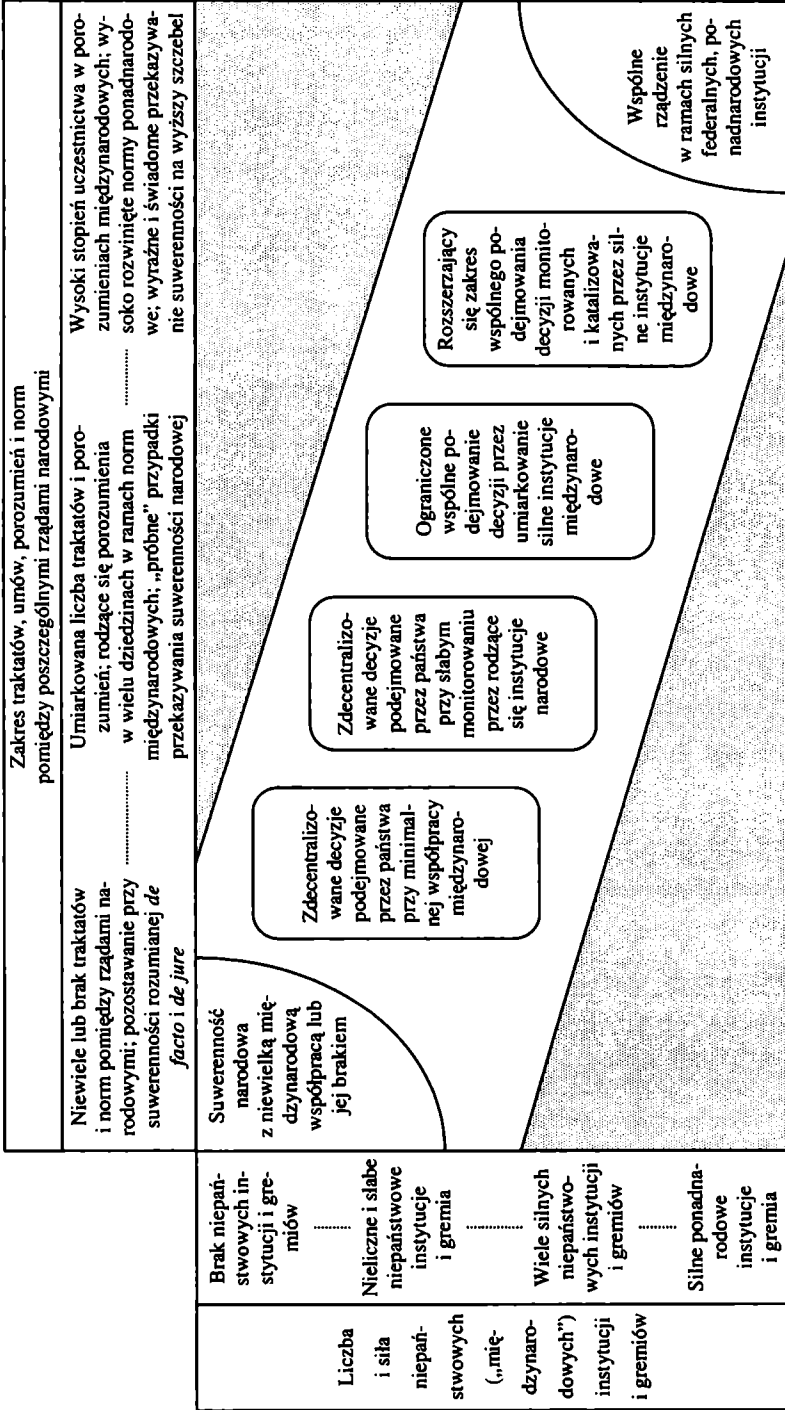 Zakres traktatów, umów, porozumień i norm
pomiędzy poszczególnymi rządami narodowymi
Niewiele lub brak traktatów
i norm pomiędzy rządami na-
rodowymi; pozostawanie przy
suwerenności rozumianej de
facto i de jure
Umiarkowana liczba traktatów i poro-
zumień; rodzące się porozumienia
w wielu dziedzinach w ramach norm
międzynarodowych; „próbne” przypadki
przekazywania suwerenności narodowej
Wysoki stopień uczestnictwa w poro-
zumieniach międzynarodowych; wy-
soko rozwinięte normy ponadnarodo-
we; wyraźne i świadome przekazywa-
nie suwerenności na wyższy szczebel
Liczba
i siła
niepań-
stwowych
(„mię-
dzynaro-
dowych”)
instytucji
i gremiów
Brak niepań-
stwowych in-
stytucji i gre-
miów
Nieliczne i słabe
niepaństwowe
instytucje
i gremia
Wiele silnych
niepaństwo-
wych instytucji
i gremiów
Silne ponadna-
rodowe
instytucje
i gremia
Suwerenność
narodowa
z niewielką mię-
dzynarodową
współpracą lub
jej brakiem
Zdecentralizo-
wane decyzje
podejmowane
przez państwa
przy minimal-
nej współpracy
międzynaro-
dowej
Zdecentralizo-
wane decyzje
podejmowane
przez państwa
przy słabym
monitorowaniu
przez rodzące
się instytucje
narodowe
Ograniczone
wspólne po-
dejmowanie
decyzji przez
umiarkowanie
silne instytucje
międzynaro-
dowe
Rozszerzający
się zakres
wspólnego po-
dejmowania
decyzji monito-
rowanych
i katalizowa-
nych przez sil-
ne instytucje
międzynaro-
dowe
Wspólne
rządzenie
w ramach silnych
federalnych, po-
nadnarodowych
instytucji